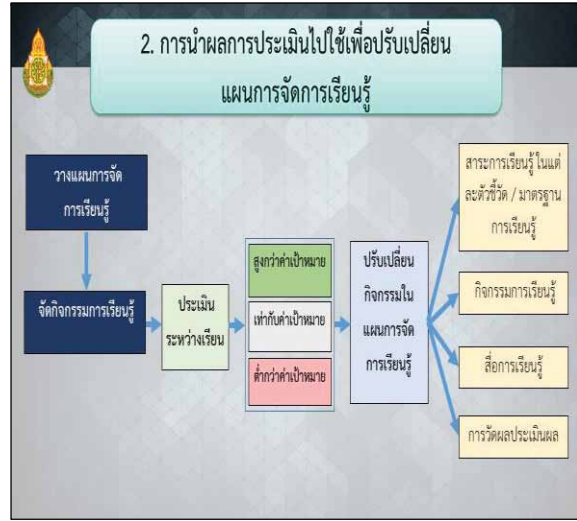 2. การนำผลการประเมินไปใช้เพื่อปรับเปลี่ยน
แผนการจัดการเรียนรู้
วางแผนการจัด
การเรียนรู้
จัดกิจกรรมการเรียนรู้
ประเมิน
ระหว่างเรียน
สูงกว่าค่าเป้าหมาย
เท่ากับค่าเป้าหมาย
ต่ำกว่าค่าเป้าหมาย
ปรับเปลี่ยน
กิจกรรมใน
แผนการจัด
การเรียนรู้
สาระการเรียนรู้ ในแต่
ละตัวชี้วัด / มาตรฐาน
การเรียนรู้
กิจกรรมการเรียนรู้
สื่อการเรียนรู้
การวัดผลประเมินผล